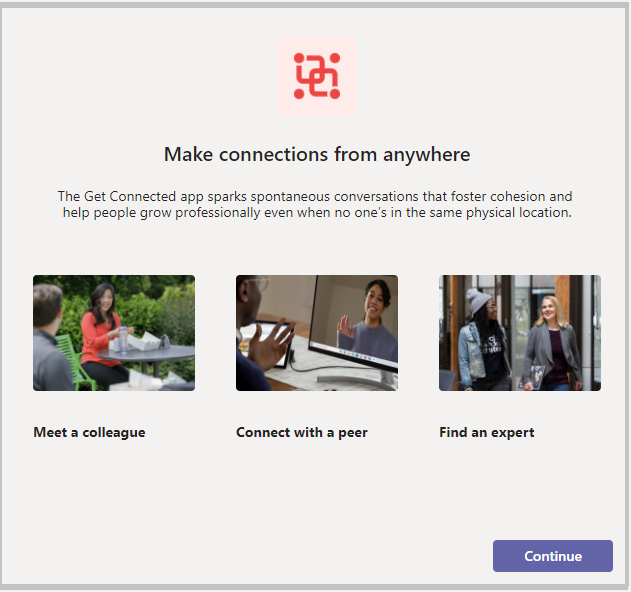 Make connections from anywhere
The Get Connected app sparks spontaneous conversations that foster cohesion and
help people grow professionally even when no one’s in the same physical location.
Meet a colleague
Connect with a peer
Find an expert
Continue